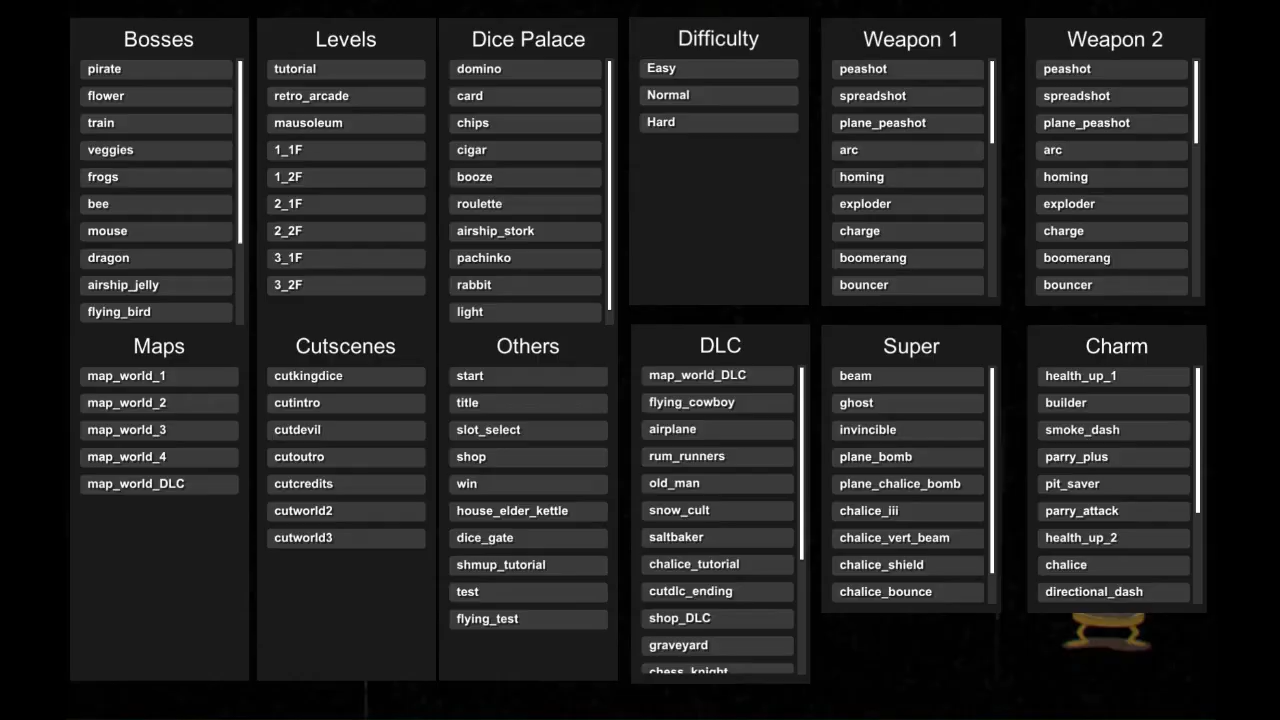 Bosses
pirate
flower
train
veggies
frogs
bee
mouse
dragon
airship_jelly
flying_bird
Levels
tutorial
retro_arcade
mausoleum
1_1F
1_2F
2_1F
2_2F
3_1F
3_2F
Dice Palace
domino
card
chips
cigar
booze
roulette
airship_stork
pachinko
rabbit
light
Difficulty
Easy
Normal
Hard
Weapon 1
peashot
spreadshot
plane_peashot
arc
homing
exploder
charge
boomerang
bouncer
Weapon 2
peashot
spreadshot
plane_peashot
arc
homing
exploder
charge
boomerang
bouncer
Maps
map_world_1
map_world_2
map_world_3
map_world_4
map_world_DLC
Cutscenes
cutkingdice
cutintro
cutdevil
cutoutro
cutcredits
cutworld2
cutworld3
Others
start
title
slot_select
shop
win
house_elder_kettle
dice_gate
shmup_tutorial
test
flying_test
DLC
map_world_DLC
flying_cowboy
airplane
rum_runners
old_man
snow_cult
saltbaker
chalice_tutorial
cutdlc_ending
shop_DLC
graveyard
chess_knight
Super
beam
ghost
invincible
plane_bomb
plane_chalice_bomb
chalice_iii
chalice_vert_beam
chalice_shield
chalice_bounce
Charm
health_up_1
builder
smoke_dash
parry_plus
pit_saver
parry_attack
health_up_2
chalice
directional_dash